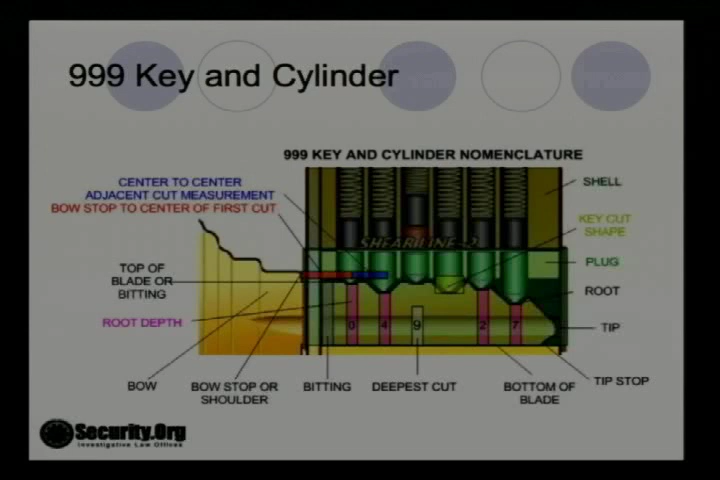 999 Key and Cylinder
999 KEY AND CYLINDER NOMENCLATURE
CENTER TO CENTER
ADJACENT CUT MEASUREMENT
BOW STOP TO CENTER OF FIRST CUT
SHELL
KEY CUT
SHAPE
SHEARLINE
PLUG
TOP OF
BLADE OR
BITTING
ROOT
ROOT DEPTH
0 4 9 2 7
TIP
BOW
BOW STOP OR
SHOULDER
BITTING
DEEPEST CUT
BOTTOM OF
BLADE
TIP STOP
Security.Org
Investigative Law Offices